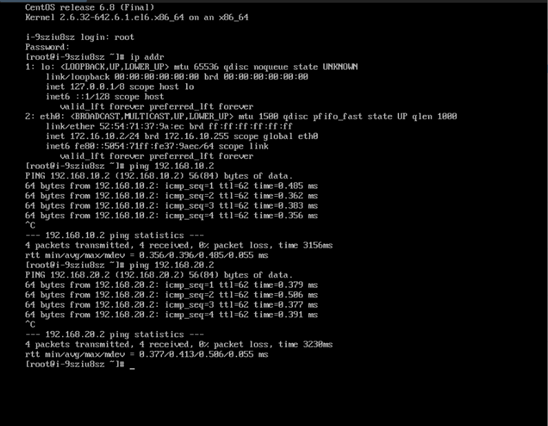 CentOS release 6.8 (Final)
Kernel 2.6.32-642.6.1.el6.x86_64 on an x86_64
i-9sziu8sz login: root
Password:
[root@i-9sziu8sz ~]# ip addr
1: lo: <LOOPBACK,UP,LOWER_UP> mtu 65536 qdisc noqueue state UNKNOWN
link/loopback 00:00:00:00:00:00 brd 00:00:00:00:00:00
inet 127.0.0.1/8 scope host lo
inet6 ::1/128 scope host
valid_lft forever preferred_lft forever
2: eth0: <BROADCAST,MULTICAST,UP,LOWER_UP> mtu 1500 qdisc pfifo_fast state UP qlen 1000
link/ether 52:54:71:37:9a:ec brd ff:ff:ff:ff:ff:ff
inet 172.16.10.2/24 brd 172.16.10.255 scope global eth0
inet6 fe80::5054:71ff:fe37:9aec/64 scope link
valid_lft forever preferred_lft forever
[root@i-9sziu8sz ~]# ping 192.168.10.2
PING 192.168.10.2 (192.168.10.2) 56(84) bytes of data.
64 bytes from 192.168.10.2: icmp_seq=1 ttl=62 time=0.485 ms
64 bytes from 192.168.10.2: icmp_seq=2 ttl=62 time=0.362 ms
64 bytes from 192.168.10.2: icmp_seq=3 ttl=62 time=0.383 ms
64 bytes from 192.168.10.2: icmp_seq=4 ttl=62 time=0.356 ms
^C
--- 192.168.10.2 ping statistics ---
4 packets transmitted, 4 received, 0% packet loss, time 3156ms
rtt min/avg/max/mdev = 0.356/0.396/0.485/0.055 ms
[root@i-9sziu8sz ~]# ping 192.168.20.2
PING 192.168.20.2 (192.168.20.2) 56(84) bytes of data.
64 bytes from 192.168.20.2: icmp_seq=1 ttl=62 time=0.379 ms
64 bytes from 192.168.20.2: icmp_seq=2 ttl=62 time=0.506 ms
64 bytes from 192.168.20.2: icmp_seq=3 ttl=62 time=0.377 ms
64 bytes from 192.168.20.2: icmp_seq=4 ttl=62 time=0.391 ms
^C
--- 192.168.20.2 ping statistics ---
4 packets transmitted, 4 received, 0% packet loss, time 3230ms
rtt min/avg/max/mdev = 0.377/0.413/0.506/0.055 ms
[root@i-9sziu8sz ~]# _